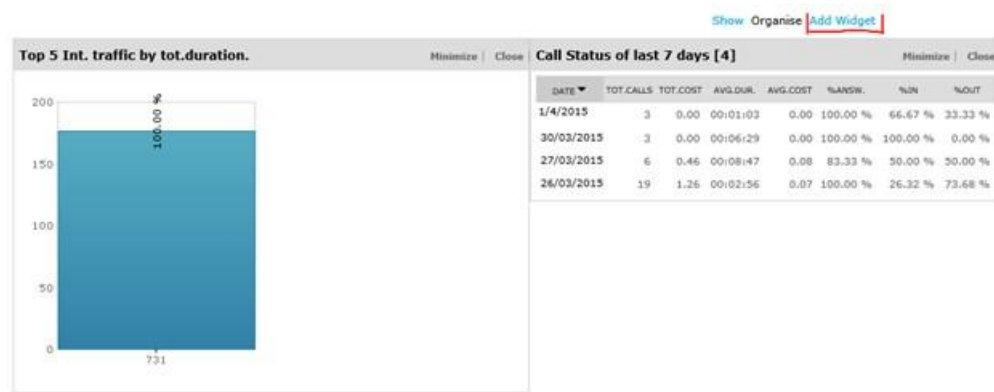 Show Organise Add Widget
Top 5 Int. traffic by tot.duration. Minimize | Close
200
150
100
50
0
100.00 %
731
Call Status of last 7 days [4] Minimize | Close
DATE TOT.CALLS TOT.COST AVG.DUR. AVG.COST %ANSW. %IN %OUT
1/4/2015 3 0.00 00:01:03 0.00 100.00 % 66.67 % 33.33 %
30/03/2015 3 0.00 00:06:29 0.00 100.00 % 100.00 % 0.00 %
27/03/2015 6 0.46 00:08:47 0.08 83.33 % 50.00 % 50.00 %
26/03/2015 19 1.26 00:02:56 0.07 100.00 % 26.32 % 73.68 %